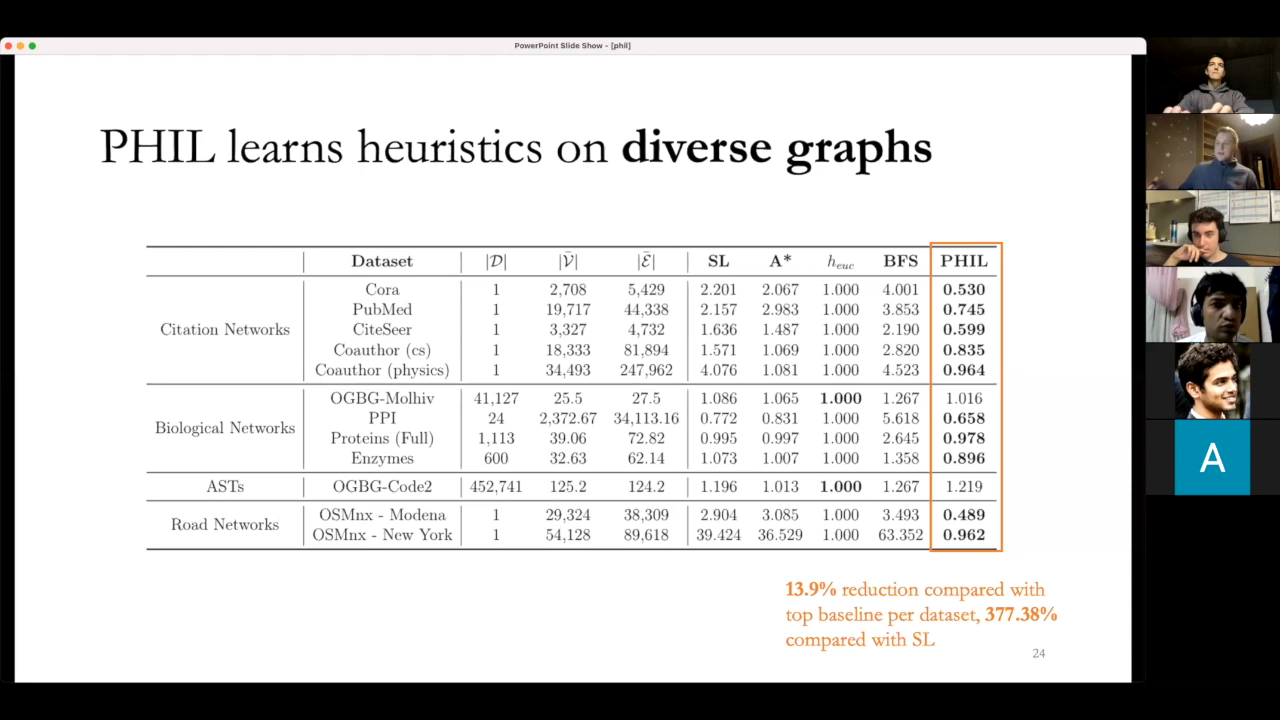 PowerPoint Slide Show - [phil]
PHIL learns heuristics on diverse graphs
Dataset |𝒟| |𝒱̄| |ℰ̄| SL A* h_euc BFS PHIL
Citation Networks
Cora 1 2,708 5,429 2.201 2.067 1.000 4.001 0.530
PubMed 1 19,717 44,338 2.157 2.983 1.000 3.853 0.745
CiteSeer 1 3,327 4,732 1.636 1.487 1.000 2.190 0.599
Coauthor (cs) 1 18,333 81,894 1.571 1.069 1.000 2.820 0.835
Coauthor (physics) 1 34,493 247,962 4.076 1.081 1.000 4.523 0.964
Biological Networks
OGBG-Molhiv 41,127 25.5 27.5 1.086 1.065 1.000 1.267 1.016
PPI 24 2,372.67 34,113.16 0.772 0.831 1.000 5.618 0.658
Proteins (Full) 1,113 39.06 72.82 0.995 0.997 1.000 2.645 0.978
Enzymes 600 32.63 62.14 1.073 1.007 1.000 1.358 0.896
ASTs OGBG-Code2 452,741 125.2 124.2 1.196 1.013 1.000 1.267 1.219
Road Networks
OSMnx - Modena 1 29,324 38,309 2.904 3.085 1.000 3.493 0.489
OSMnx - New York 1 54,128 89,618 39.424 36.529 1.000 63.352 0.962
13.9% reduction compared with
top baseline per dataset, 377.38%
compared with SL
24
A